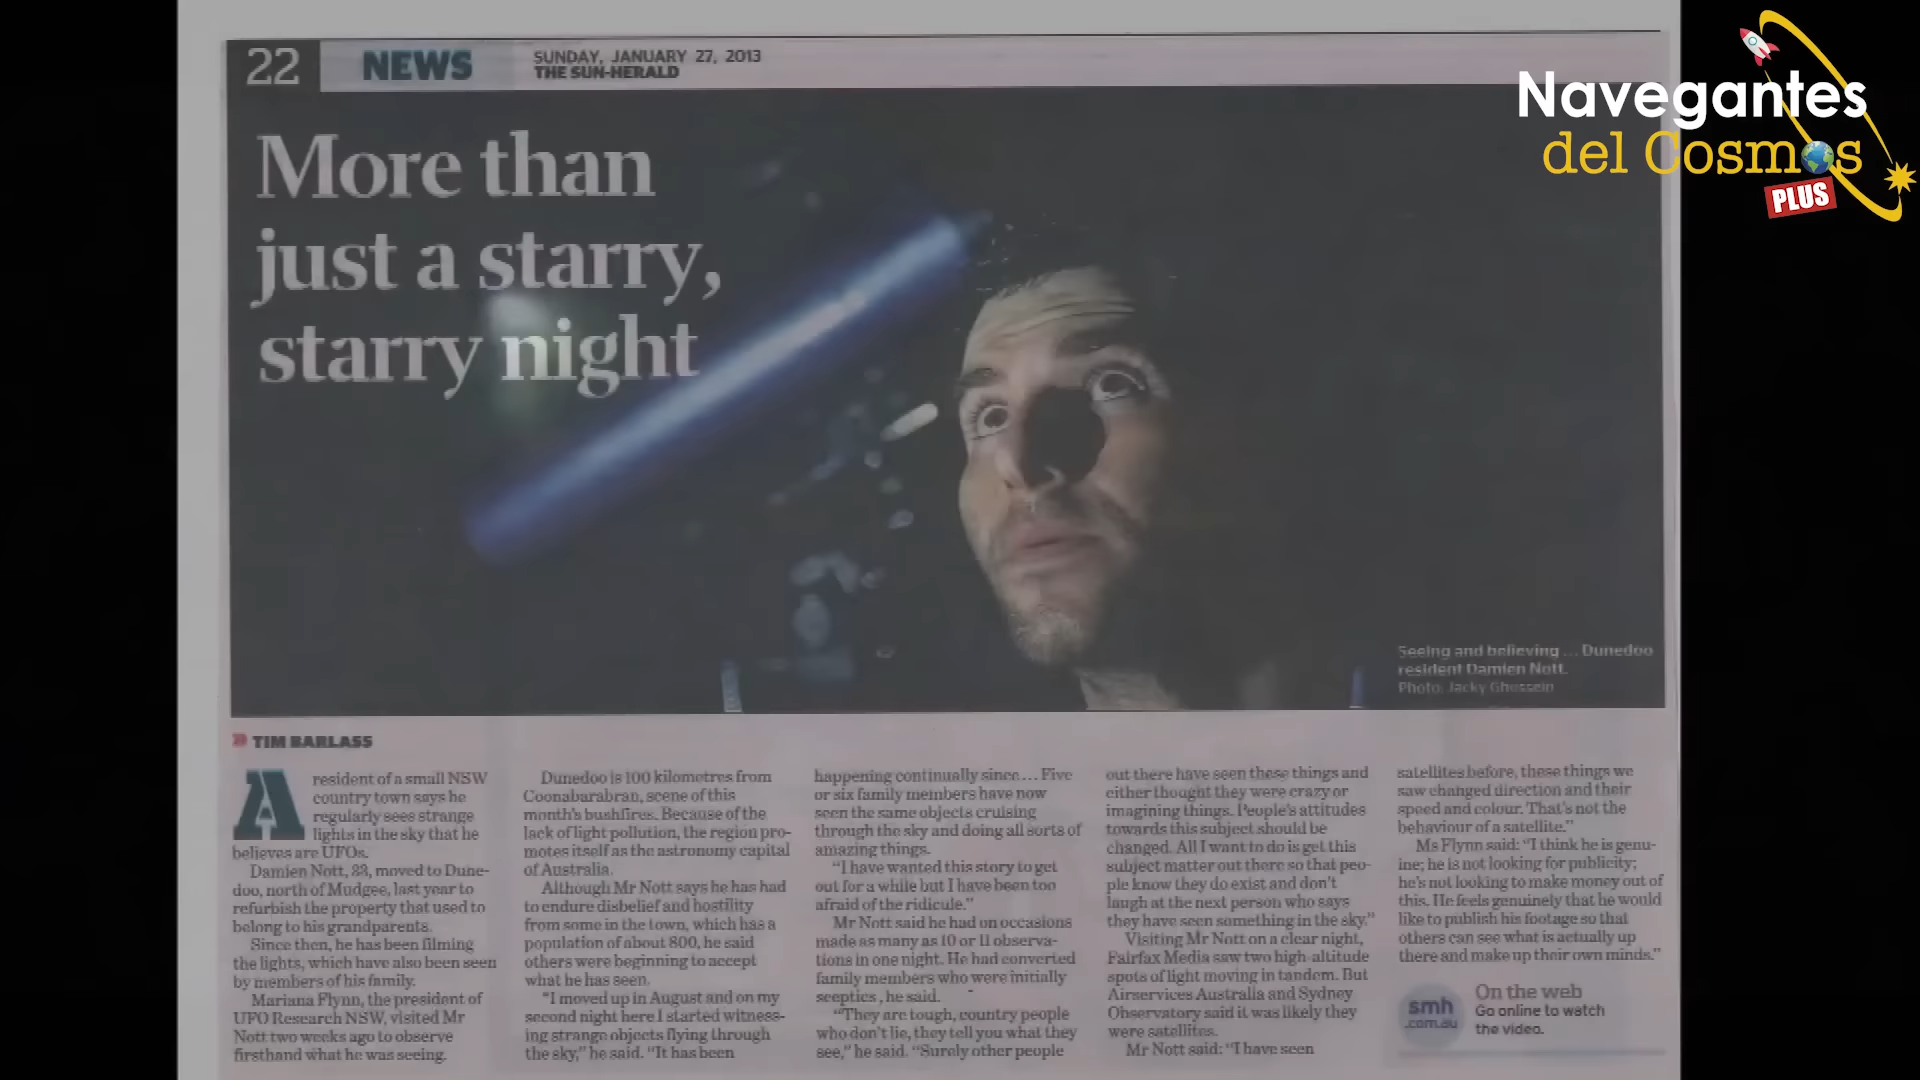 22
NEWS
SUNDAY, JANUARY 27, 2013
THE SUN-HERALD
Navegantes
del Cosmos
PLUS
More than
just a starry,
starry night
Seeing and believing ... Dunedoo
resident Damien Nott.
Photo: Jacky Ghossein
TIM BARLASS
A resident of a small NSW
country town says he
regularly sees strange
lights in the sky that he
believes are UFOs.
Damien Nott, 33, moved to Dune-
doo, north of Mudgee, last year to
refurbish the property that used to
belong to his grandparents.
Since then, he has been filming
the lights, which have also been seen
by members of his family.
Mariana Flynn, the president of
UFO Research NSW, visited Mr
Nott two weeks ago to observe
firsthand what he was seeing.
Dunedoo is 100 kilometres from
Coonabarabran, scene of this
month's bushfires. Because of the
lack of light pollution, the region pro-
motes itself as the astronomy capital
of Australia.
Although Mr Nott says he has had
to endure disbelief and hostility
from some in the town, which has a
population of about 800, he said
others were beginning to accept
what he has seen.
"I moved up in August and on my
second night here I started witness-
ing strange objects flying through
the sky," he said. "It has been
happening continually since ... Five
or six family members have now
seen the same objects cruising
through the sky and doing all sorts of
amazing things.
"I have wanted this story to get
out for a while but I have been too
afraid of the ridicule."
Mr Nott said he had on occasions
made as many as 10 or 11 observa-
tions in one night. He had converted
family members who were initially
sceptics, he said.
"They are tough, country people
who don't lie, they tell you what they
see," he said. "Surely other people
out there have seen these things and
either thought they were crazy or
imagining things. People's attitudes
towards this subject should be
changed. All I want to do is get this
subject matter out there so that peo-
ple know they do exist and don't
laugh at the next person who says
they have seen something in the sky."
Visiting Mr Nott on a clear night,
Fairfax Media saw two high-altitude
spots of light moving in tandem. But
Airservices Australia and Sydney
Observatory said it was likely they
were satellites.
Mr Nott said: "I have seen
satellites before, these things we
saw changed direction and their
speed and colour. That's not the
behaviour of a satellite."
Ms Flynn said: "I think he is genu-
ine; he is not looking for publicity;
he's not looking to make money out of
this. He feels genuinely that he would
like to publish his footage so that
others can see what is actually up
there and make up their own minds."
smh
.com.au
On the web
Go online to watch
the video.